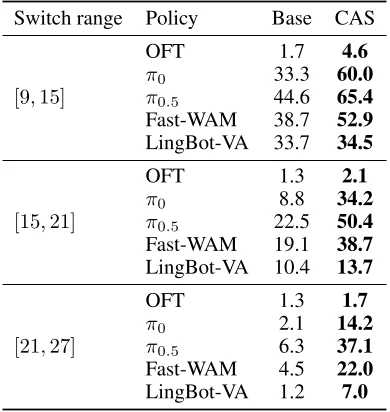 Switch range Policy Base CAS
OFT 1.7 4.6
π₀ 33.3 60.0
[9, 15] π₀.₅ 44.6 65.4
Fast-WAM 38.7 52.9
LingBot-VA 33.7 34.5
OFT 1.3 2.1
π₀ 8.8 34.2
[15, 21] π₀.₅ 22.5 50.4
Fast-WAM 19.1 38.7
LingBot-VA 10.4 13.7
OFT 1.3 1.7
π₀ 2.1 14.2
[21, 27] π₀.₅ 6.3 37.1
Fast-WAM 4.5 22.0
LingBot-VA 1.2 7.0